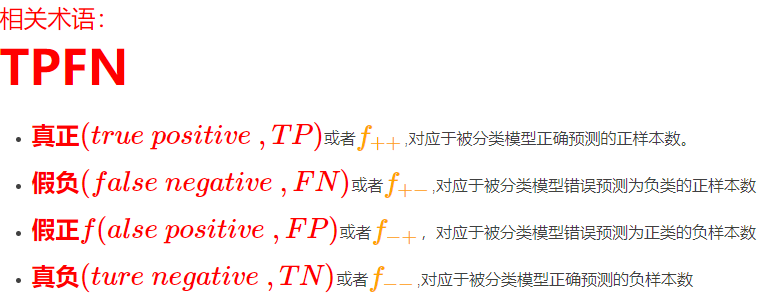 相关术语：
TPFN
• 真正(true positive , TP)或者f++ ,对应于被分类模型正确预测的正样本数。
• 假负(false negative , FN)或者f+− ,对应于被分类模型错误预测为负类的正样本数
• 假正f(alse positive , FP)或者f−+ ，对应于被分类模型错误预测为正类的负样本数
• 真负(ture negative , TN)或者f−− ,对应于被分类模型正确预测的负样本数